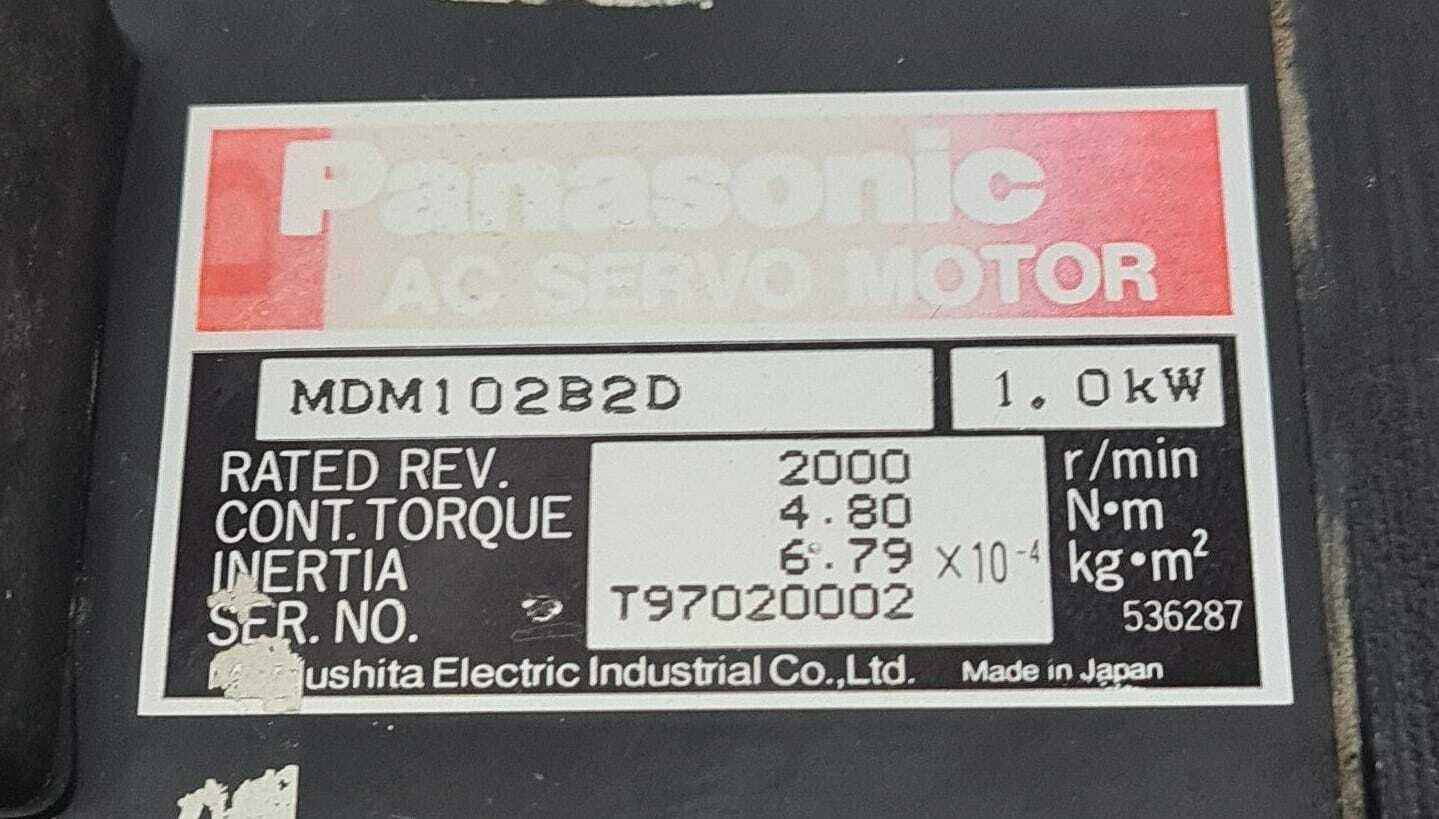 Panasonic
AC SERVO MOTOR
MDM102B2D 1.0kW
RATED REV. 2000 r/min
CONT. TORQUE 4.80 N•m
INERTIA 6.79 ×10⁻⁴ kg•m²
SER. NO. T97020002 536287
ushita Electric Industrial Co.,Ltd. Made in Japan